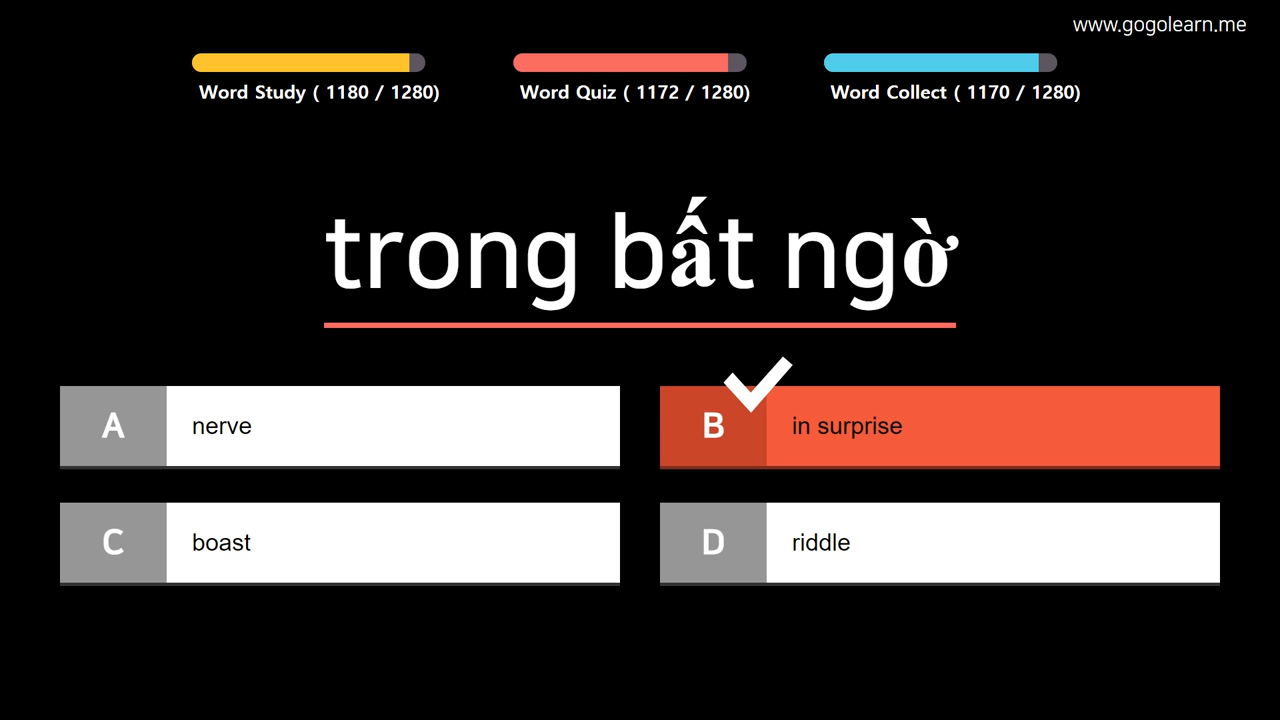 www.gogolearn.me
Word Study ( 1180 / 1280)
Word Quiz ( 1172 / 1280)
Word Collect ( 1170 / 1280)
trong bất ngờ
A nerve
B in surprise
C boast
D riddle